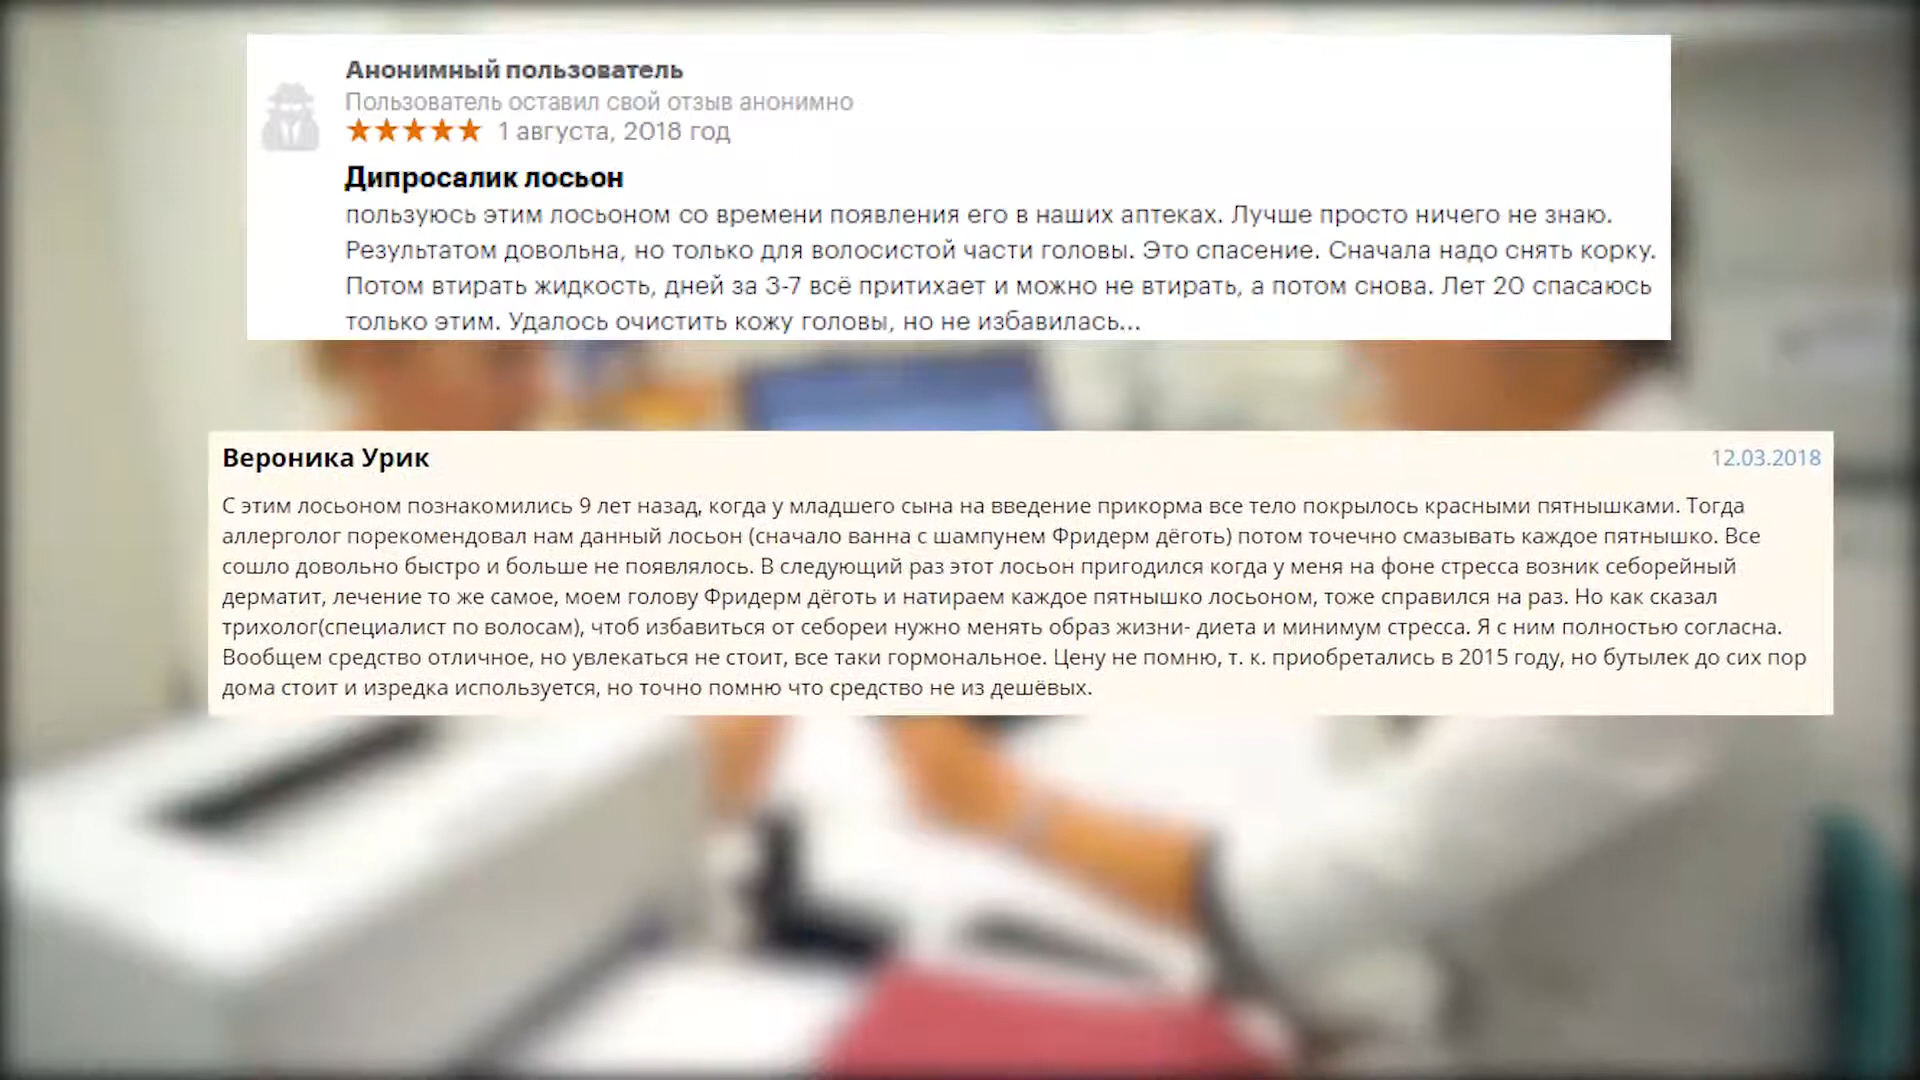 Анонимный пользователь
Пользователь оставил свой отзыв анонимно
1 августа, 2018 год
Дипросалик лосьон
пользуюсь этим лосьоном со времени появления его в наших аптеках. Лучше просто ничего не знаю.
Результатом довольна, но только для волосистой части головы. Это спасение. Сначала надо снять корку.
Потом втирать жидкость, дней за 3-7 всё притихает и можно не втирать, а потом снова. Лет 20 спасаюсь
только этим. Удалось очистить кожу головы, но не избавилась...
Вероника Урик
12.03.2018
С этим лосьоном познакомились 9 лет назад, когда у младшего сына на введение прикорма все тело покрылось красными пятнышками. Тогда
аллерголог порекомендовал нам данный лосьон (сначало ванна с шампунем Фридерм дёготь) потом точечно смазывать каждое пятнышко. Все
сошло довольно быстро и больше не появлялось. В следующий раз этот лосьон пригодился когда у меня на фоне стресса возник себорейный
дерматит, лечение то же самое, моем голову Фридерм дёготь и натираем каждое пятнышко лосьоном, тоже справился на раз. Но как сказал
трихолог(специалист по волосам), чтоб избавиться от себореи нужно менять образ жизни- диета и минимум стресса. Я с ним полностью согласна.
Вообщем средство отличное, но увлекаться не стоит, все таки гормональное. Цену не помню, т. к. приобретались в 2015 году, но бутылек до сих пор
дома стоит и изредка используется, но точно помню что средство не из дешёвых.